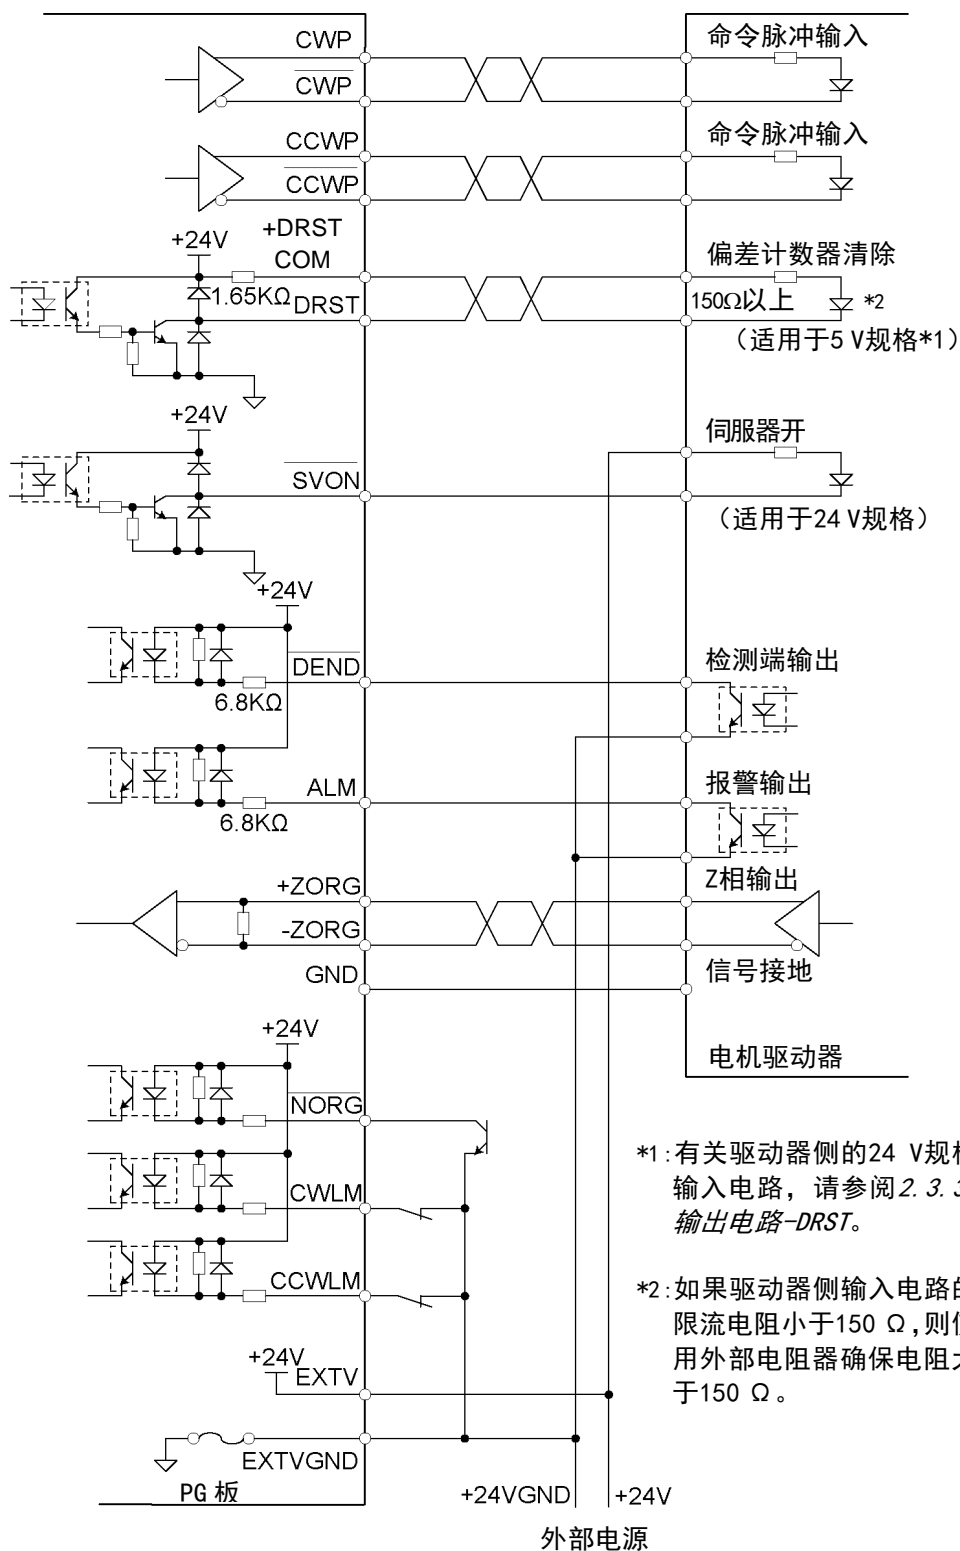 CWP
命令脉冲输入
CWP
CCWP
命令脉冲输入
CCWP
+24V
+DRST
COM
偏差计数器清除
1.65KΩ
DRST
150Ω以上
*2
（适用于5 V规格*1）
+24V
伺服器开
SVON
（适用于24 V规格）
+24V
DEND
检测端输出
6.8KΩ
ALM
报警输出
6.8KΩ
+ZORG
Z相输出
-ZORG
GND
信号接地
+24V
电机驱动器
NORG
CWLM
CCWLM
*1:有关驱动器侧的24 V规
输入电路，请参阅2.3.3
输出电路-DRST。
*2:如果驱动器侧输入电路
限流电阻小于150 Ω,则
用外部电阻器确保电阻
于150 Ω。
+24V
EXTV
EXTVGND
PG 板
+24VGND
+24V
外部电源